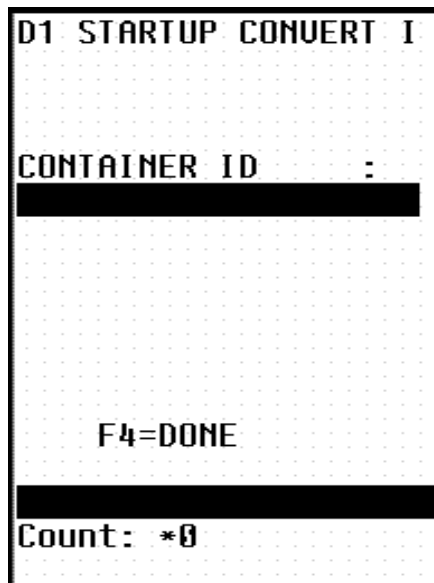 D1 STARTUP CONVERT I
CONTAINER ID :
F4=DONE
Count: *0